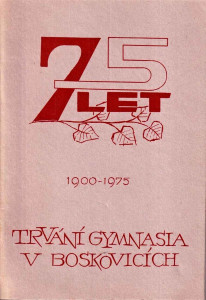 75
LET
1900-1975
TRVÁNÍ GYMNASIA
V BOSKOVICÍCH